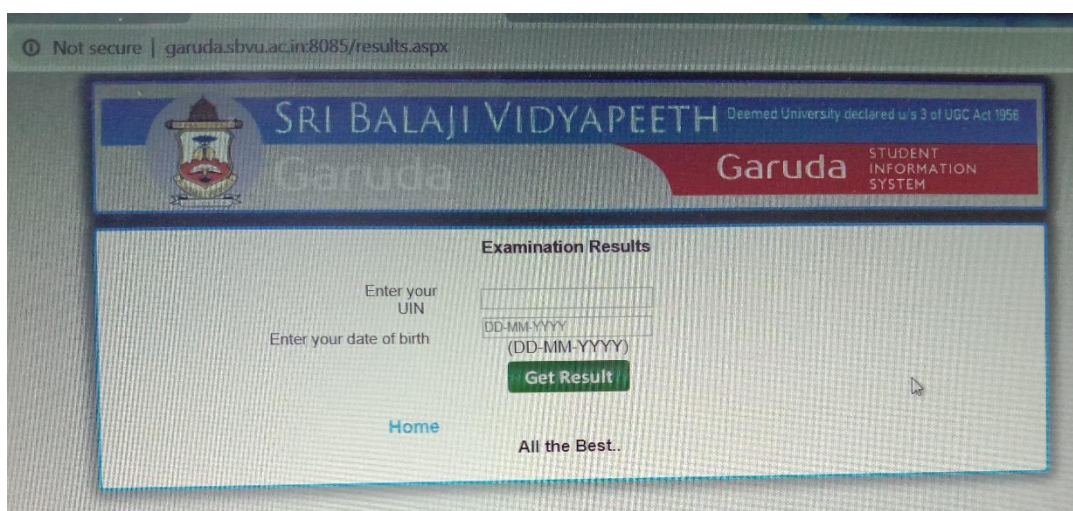 Not secure | garuda.sbvu.ac.in:8085/results.aspx
SRI BALAJI VIDYAPEETH Deemed University declared u/s 3 of UGC Act 1956
Garuda
Garuda STUDENT
INFORMATION
SYSTEM
Examination Results
Enter your
UIN
DD-MM-YYYY
Enter your date of birth
(DD-MM-YYYY)
Get Result
Home
All the Best..